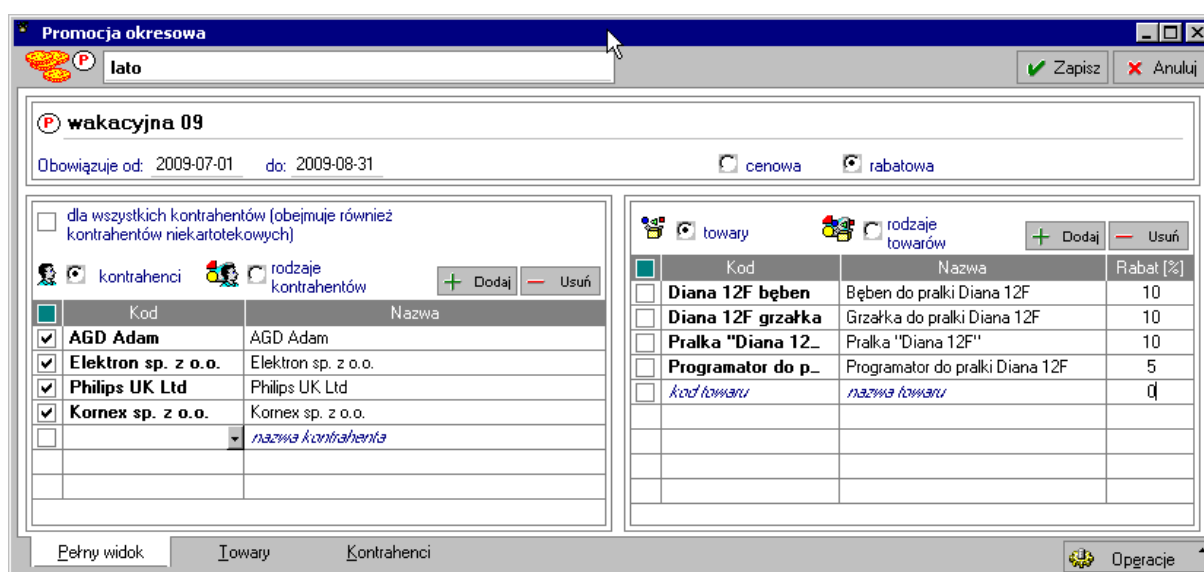 Promocja okresowa
P lato Zapisz Anuluj
P wakacyjna 09
Obowiązuje od: 2009-07-01 do: 2009-08-31 cenowa rabatowa
dla wszystkich kontrahentów (obejmuje również
kontrahentów niekartotekowych)
kontrahenci rodzaje
kontrahentów Dodaj Usuń
Kod Nazwa
AGD Adam AGD Adam
Elektron sp. z o.o. Elektron sp. z o.o.
Philips UK Ltd Philips UK Ltd
Kornex sp. z o.o. Kornex sp. z o.o.
nazwa kontrahenta
towary rodzaje
towarów Dodaj Usuń
Kod Nazwa Rabat [%]
Diana 12F bęben Bęben do pralki Diana 12F 10
Diana 12F grzałka Grzałka do pralki Diana 12F 10
Pralka "Diana 12... Pralka "Diana 12F" 10
Programator do p... Programator do pralki Diana 12F 5
kod towaru nazwa towaru 0
Pełny widok Towary Kontrahenci Operacje